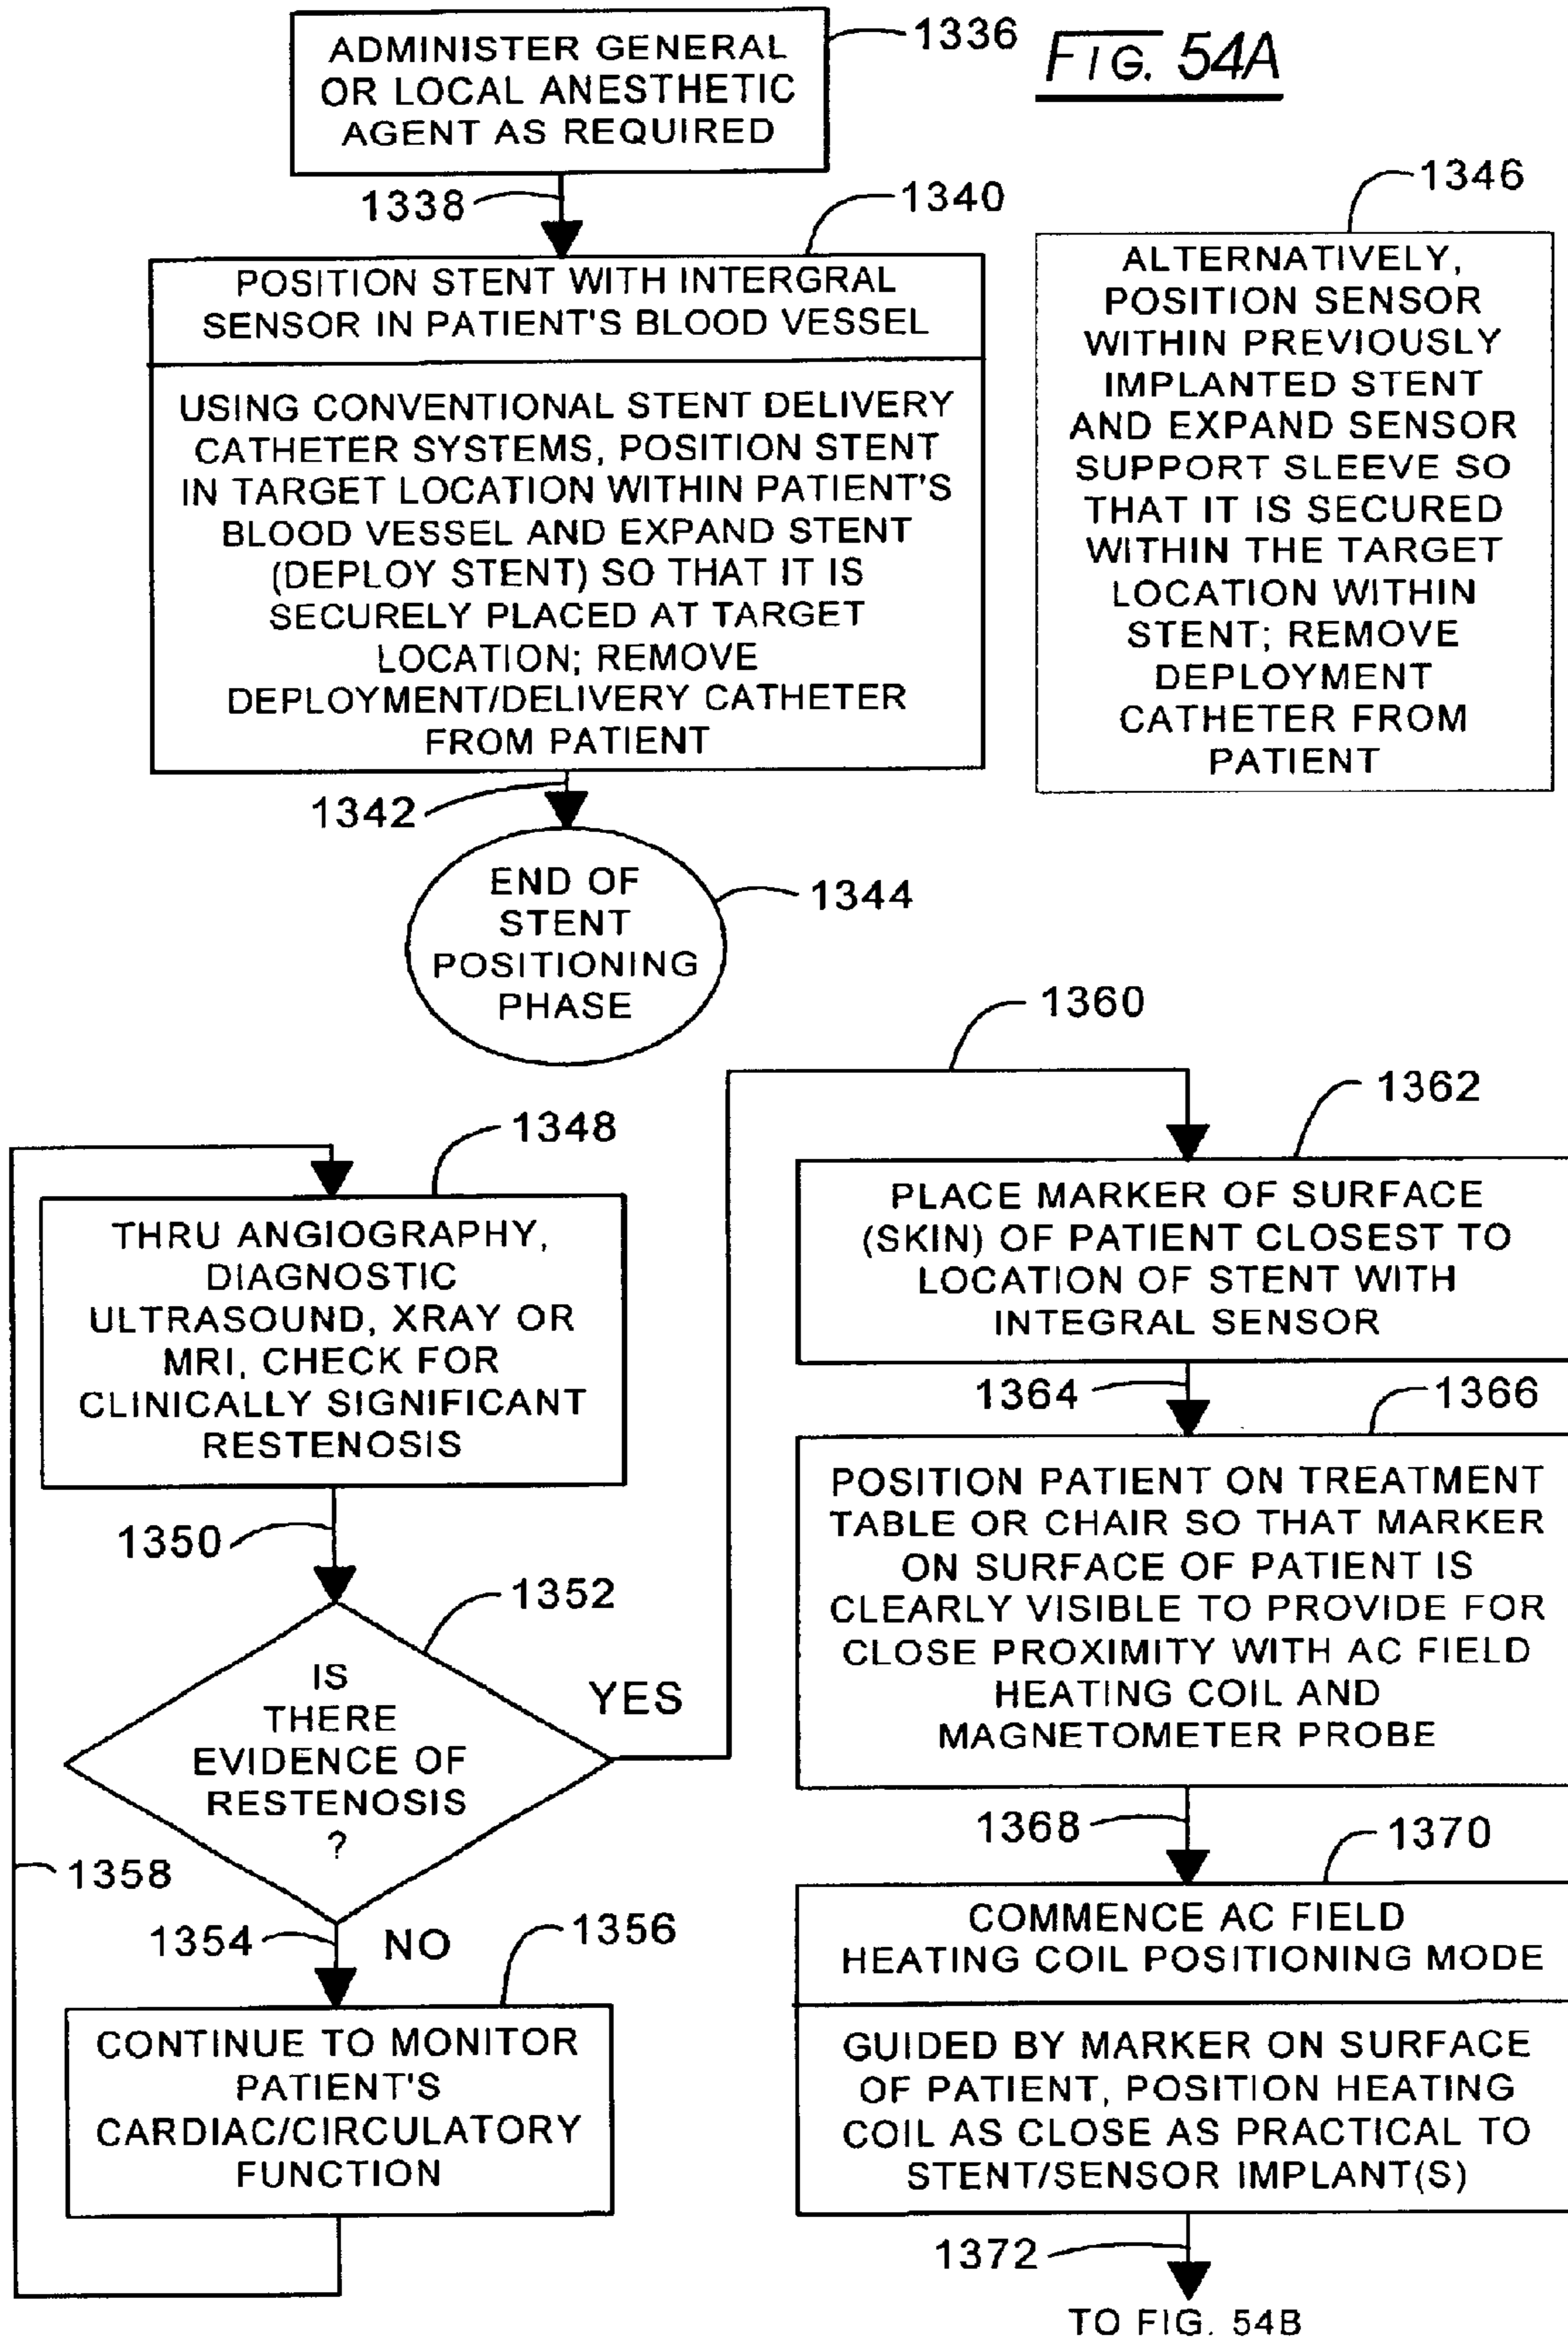 FIG. 54A
1336
ADMINISTER GENERAL
OR LOCAL ANESTHETIC
AGENT AS REQUIRED
1338
1340
POSITION STENT WITH INTERGRAL
SENSOR IN PATIENT'S BLOOD VESSEL
USING CONVENTIONAL STENT DELIVERY
CATHETER SYSTEMS, POSITION STENT
IN TARGET LOCATION WITHIN PATIENT'S
BLOOD VESSEL AND EXPAND STENT
(DEPLOY STENT) SO THAT IT IS
SECURELY PLACED AT TARGET
LOCATION; REMOVE
DEPLOYMENT/DELIVERY CATHETER
FROM PATIENT
1342
END OF
STENT
POSITIONING
PHASE
1344
1346
ALTERNATIVELY,
POSITION SENSOR
WITHIN PREVIOUSLY
IMPLANTED STENT
AND EXPAND SENSOR
SUPPORT SLEEVE SO
THAT IT IS SECURED
WITHIN THE TARGET
LOCATION WITHIN
STENT; REMOVE
DEPLOYMENT
CATHETER FROM
PATIENT
1348
THRU ANGIOGRAPHY,
DIAGNOSTIC
ULTRASOUND, XRAY OR
MRI, CHECK FOR
CLINICALLY SIGNIFICANT
RESTENOSIS
1350
1352
IS
THERE
EVIDENCE OF
RESTENOSIS
?
YES
1358
1354
NO
1356
CONTINUE TO MONITOR
PATIENT'S
CARDIAC/CIRCULATORY
FUNCTION
1360
1362
PLACE MARKER OF SURFACE
(SKIN) OF PATIENT CLOSEST TO
LOCATION OF STENT WITH
INTEGRAL SENSOR
1364
1366
POSITION PATIENT ON TREATMENT
TABLE OR CHAIR SO THAT MARKER
ON SURFACE OF PATIENT IS
CLEARLY VISIBLE TO PROVIDE FOR
CLOSE PROXIMITY WITH AC FIELD
HEATING COIL AND
MAGNETOMETER PROBE
1368
1370
COMMENCE AC FIELD
HEATING COIL POSITIONING MODE
GUIDED BY MARKER ON SURFACE
OF PATIENT, POSITION HEATING
COIL AS CLOSE AS PRACTICAL TO
STENT/SENSOR IMPLANT(S)
1372
TO FIG. 54B